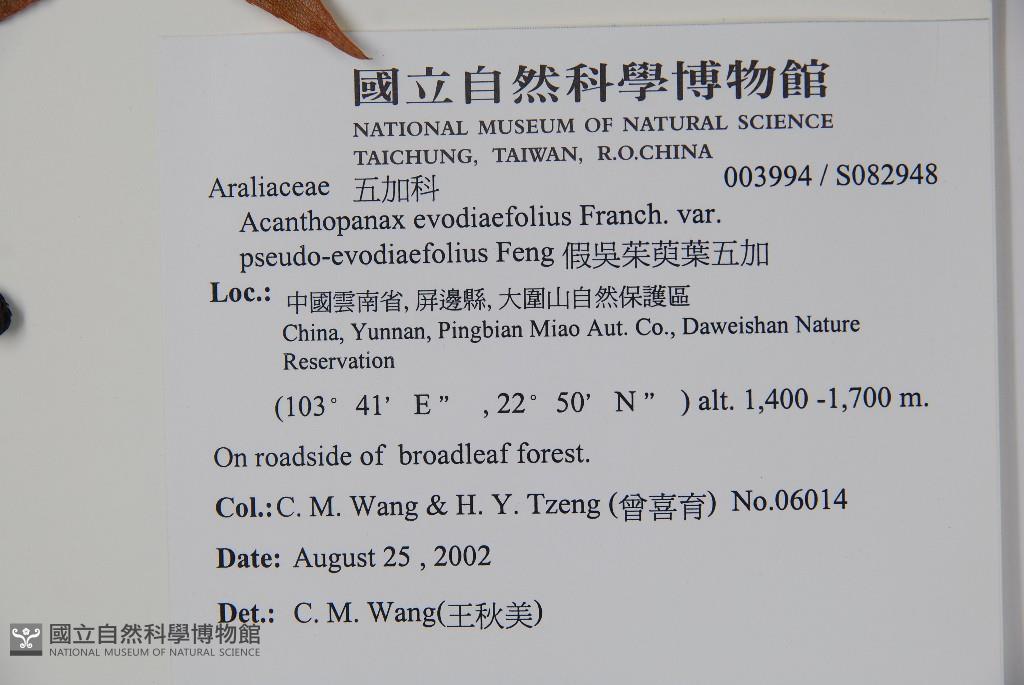 國立自然科學博物館
NATIONAL MUSEUM OF NATURAL SCIENCE
TAICHUNG, TAIWAN, R.O.CHINA
003994 / S082948
Araliaceae 五加科
Acanthopanax evodiaefolius Franch. var.
pseudo-evodiaefolius Feng 假吳茱萸葉五加
Loc.: 中國雲南省, 屏邊縣, 大圍山自然保護區
China, Yunnan, Pingbian Miao Aut. Co., Daweishan Nature
Reservation
(103° 41' E" , 22° 50' N" ) alt. 1,400 -1,700 m.
On roadside of broadleaf forest.
Col.: C. M. Wang & H. Y. Tzeng (曾喜育) No.06014
Date: August 25 , 2002
Det.: C. M. Wang(王秋美)
國立自然科學博物館
NATIONAL MUSEUM OF NATURAL SCIENCE